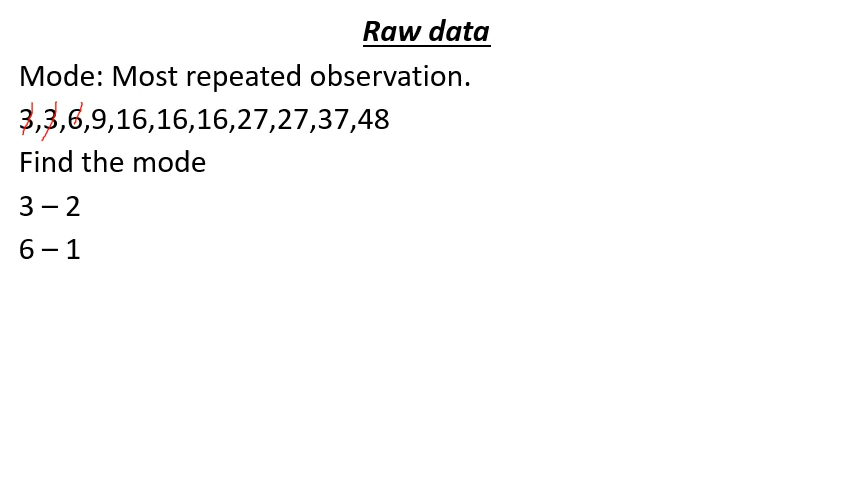 Raw data
Mode: Most repeated observation.
3,3,6,9,16,16,16,27,27,37,48
Find the mode
3 – 2
6 – 1